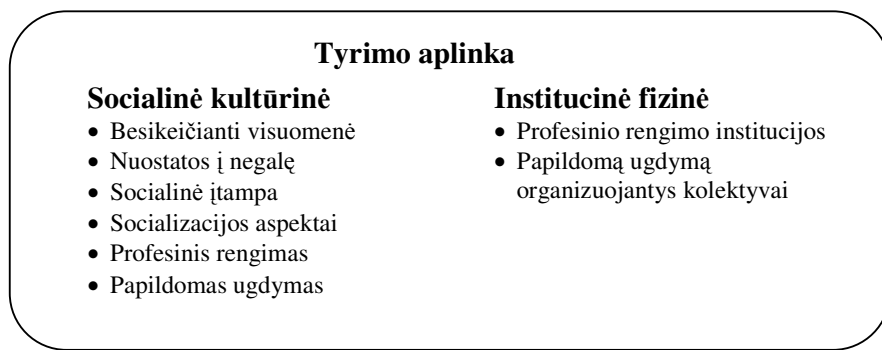 Tyrimo aplinka
Socialinė kultūrinė
• Besikeičianti visuomenė
• Nuostatos į negalę
• Socialinė įtampa
• Socializacijos aspektai
• Profesinis rengimas
• Papildomas ugdymas
Institucinė fizinė
• Profesinio rengimo institucijos
• Papildomą ugdymą
organizuojantys kolektyvai